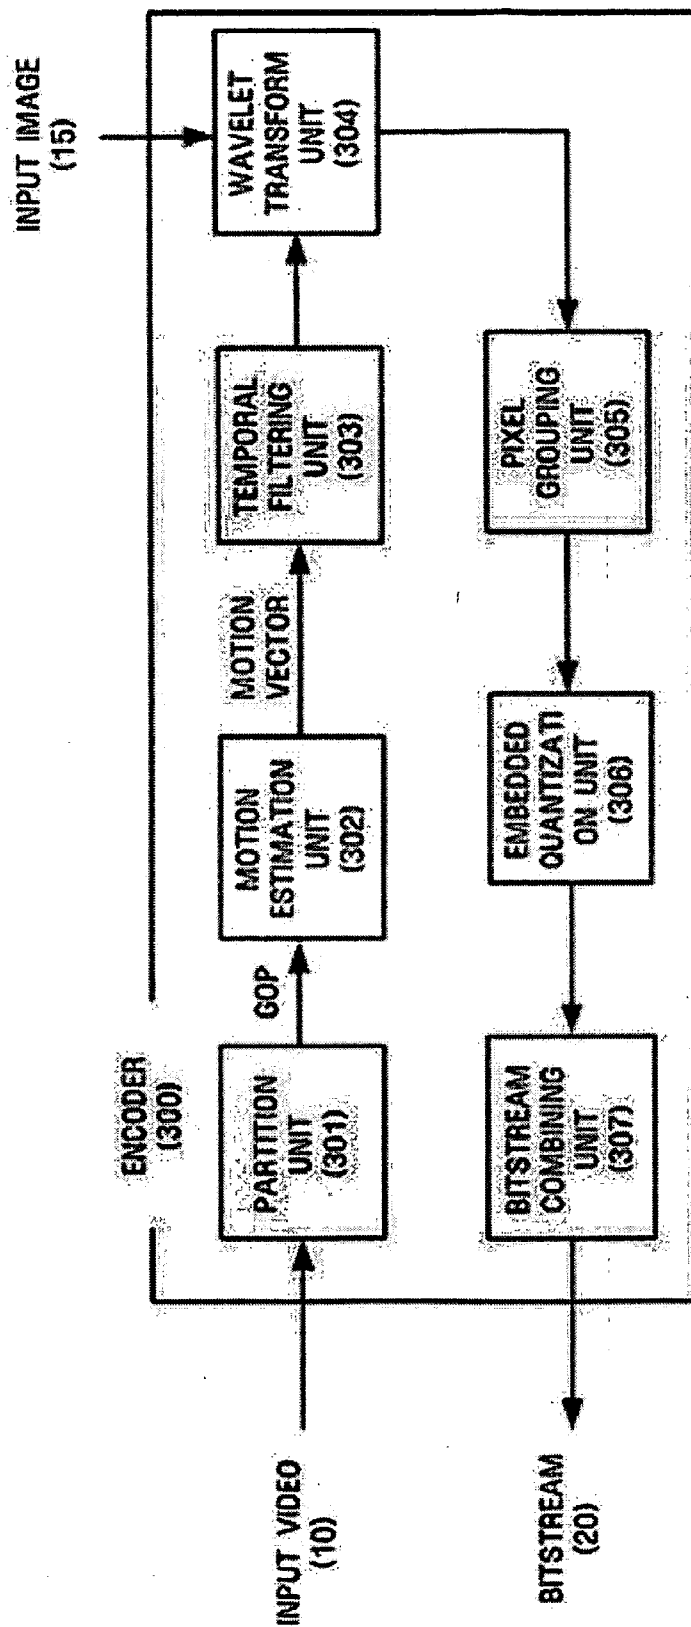 ENCODER
(300)
INPUT VIDEO
(10)
PARTITION
UNIT
(301)
GOP
MOTION
ESTIMATION
UNIT
(302)
MOTION
VECTOR
TEMPORAL
FILTERING
UNIT
(303)
WAVELET
TRANSFORM
UNIT
(304)
INPUT IMAGE
(15)
BITSTREAM
(20)
BITSTREAM
COMBINING
UNIT
(307)
EMBEDDED
QUANTIZATI
ON UNIT
(306)
PIXEL
GROUPING
UNIT
(305)